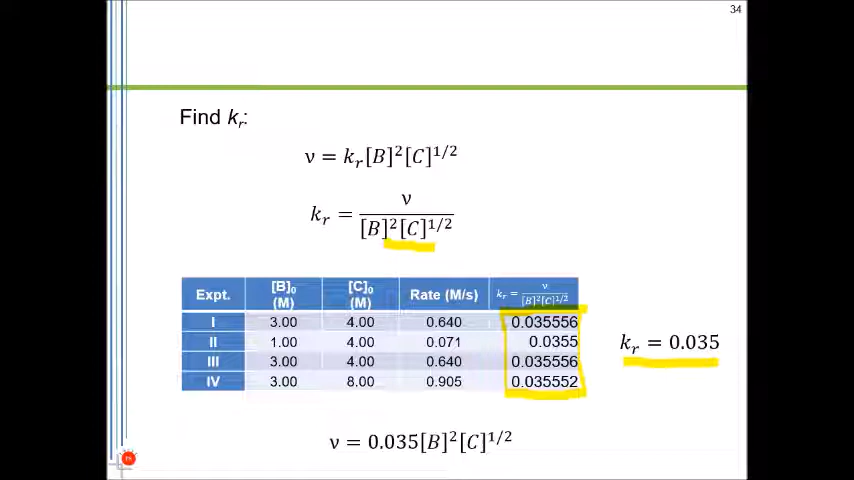 34
Find kᵣ:
ν = kᵣ[B]²[C]^1/2
kᵣ = ν / [B]²[C]^1/2
Expt. [B]₀ (M) [C]₀ (M) Rate (M/s) kᵣ = ν / [B]²[C]^1/2
I 3.00 4.00 0.640 0.035556
II 1.00 4.00 0.071 0.0355
III 3.00 4.00 0.640 0.035556
IV 3.00 8.00 0.905 0.035552
kᵣ = 0.035
ν = 0.035[B]²[C]^1/2